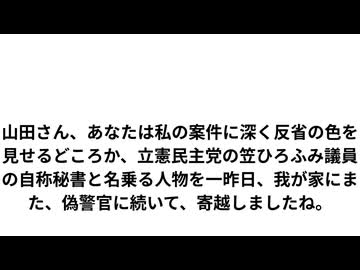 山田さん、あなたは私の案件に深く反省の色を
見せるどころか、立憲民主党の笠ひろふみ議員
の自称秘書と名乗る人物を一昨日、我が家にま
た、偽警官に続いて、寄越しましたね。